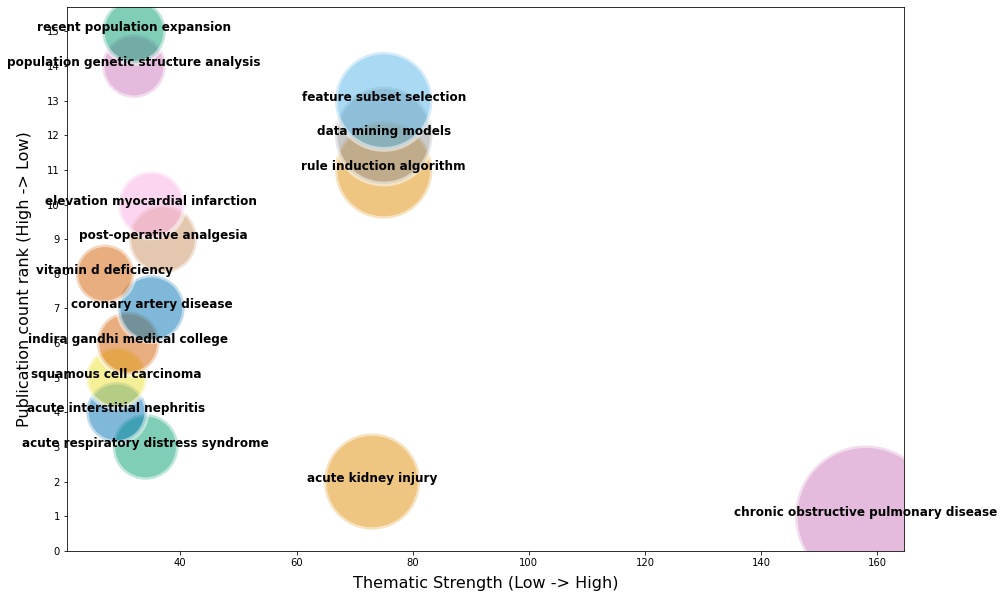 recent population expansion
15
population genetic structure analysis
14
feature subset selection
13
data mining models
12
rule induction algorithm
11
elevation myocardial infarction
10
post-operative analgesia
9
vitamin d deficiency
8
coronary artery disease
7
indira gandhi medical college
6
squamous cell carcinoma
5
acute interstitial nephritis
4
acute respiratory distress syndrome
3
acute kidney injury
2
chronic obstructive pulmonary disease
1
0
Publication count rank (High -> Low)
40 60 80 100 120 140 160
Thematic Strength (Low -> High)